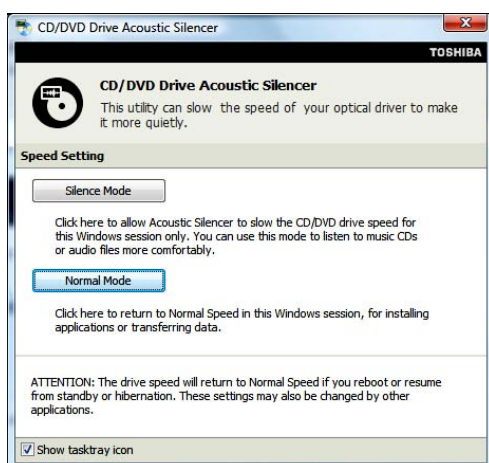 CD/DVD Drive Acoustic Silencer
TOSHIBA
CD/DVD Drive Acoustic Silencer
This utility can slow the speed of your optical driver to make
it more quietly.
Speed Setting
Silence Mode
Click here to allow Acoustic Silencer to slow the CD/DVD drive speed for
this Windows session only. You can use this mode to listen to music CDs
or audio files more comfortably.
Normal Mode
Click here to return to Normal Speed in this Windows session, for installing
applications or transferring data.
ATTENTION: The drive speed will return to Normal Speed if you reboot or resume
from standby or hibernation. These settings may also be changed by other
applications.
Show tasktray icon